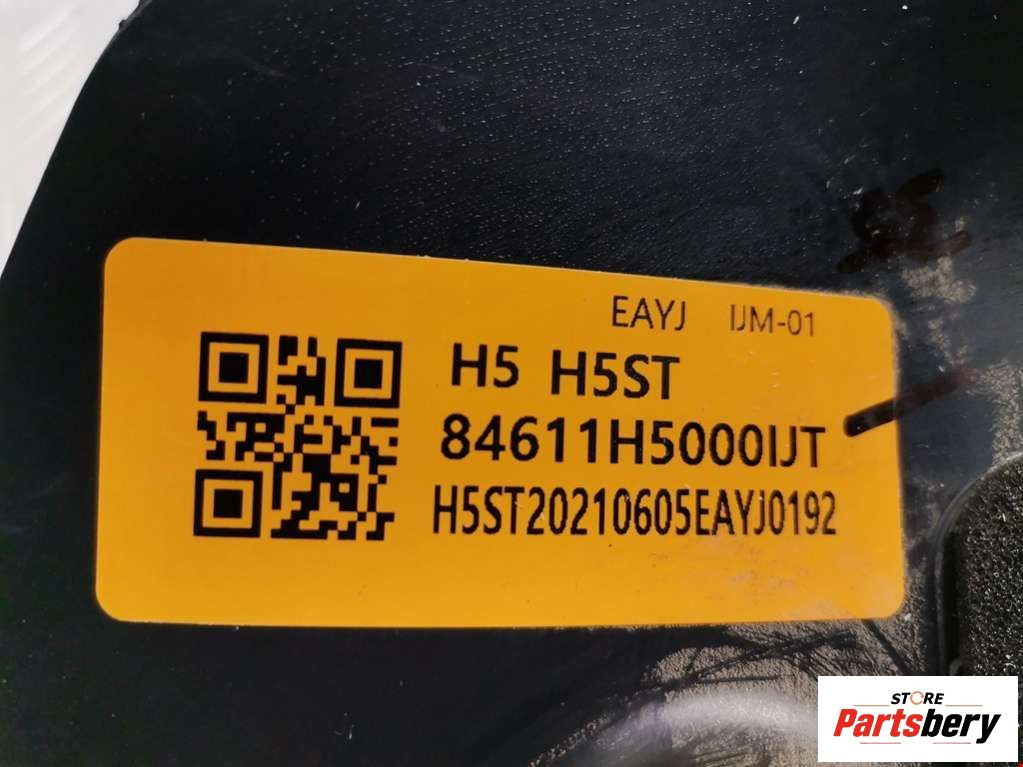 EAYJ IJM-01
H5 H5ST
84611H5000IJT
H5ST20210605EAYJ0192
STORE
Partsbery